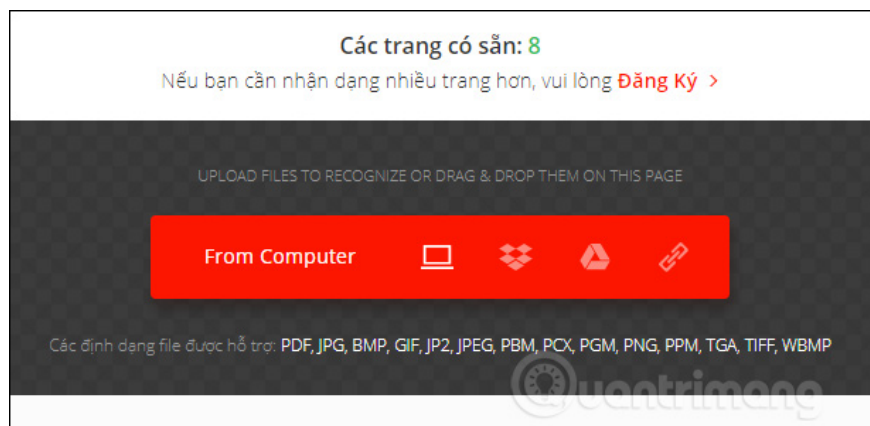 Các trang có sẵn: 8
Nếu bạn cần nhận dạng nhiều trang hơn, vui lòng Đăng Ký >
UPLOAD FILES TO RECOGNIZE OR DRAG & DROP THEM ON THIS PAGE
From Computer
Các định dạng file được hỗ trợ: PDF, JPG, BMP, GIF, JP2, JPEG, PBM, PCX, PGM, PNG, PPM, TGA, TIFF, WBMP
Quantrimang